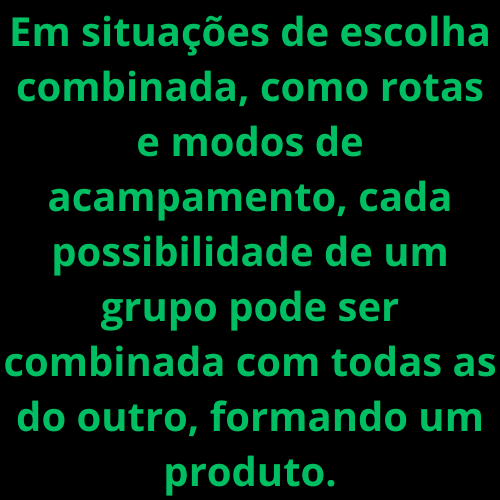 Em situações de escolha
combinada, como rotas
e modos de
acampamento, cada
possibilidade de um
grupo pode ser
combinada com todas as
do outro, formando um
produto.